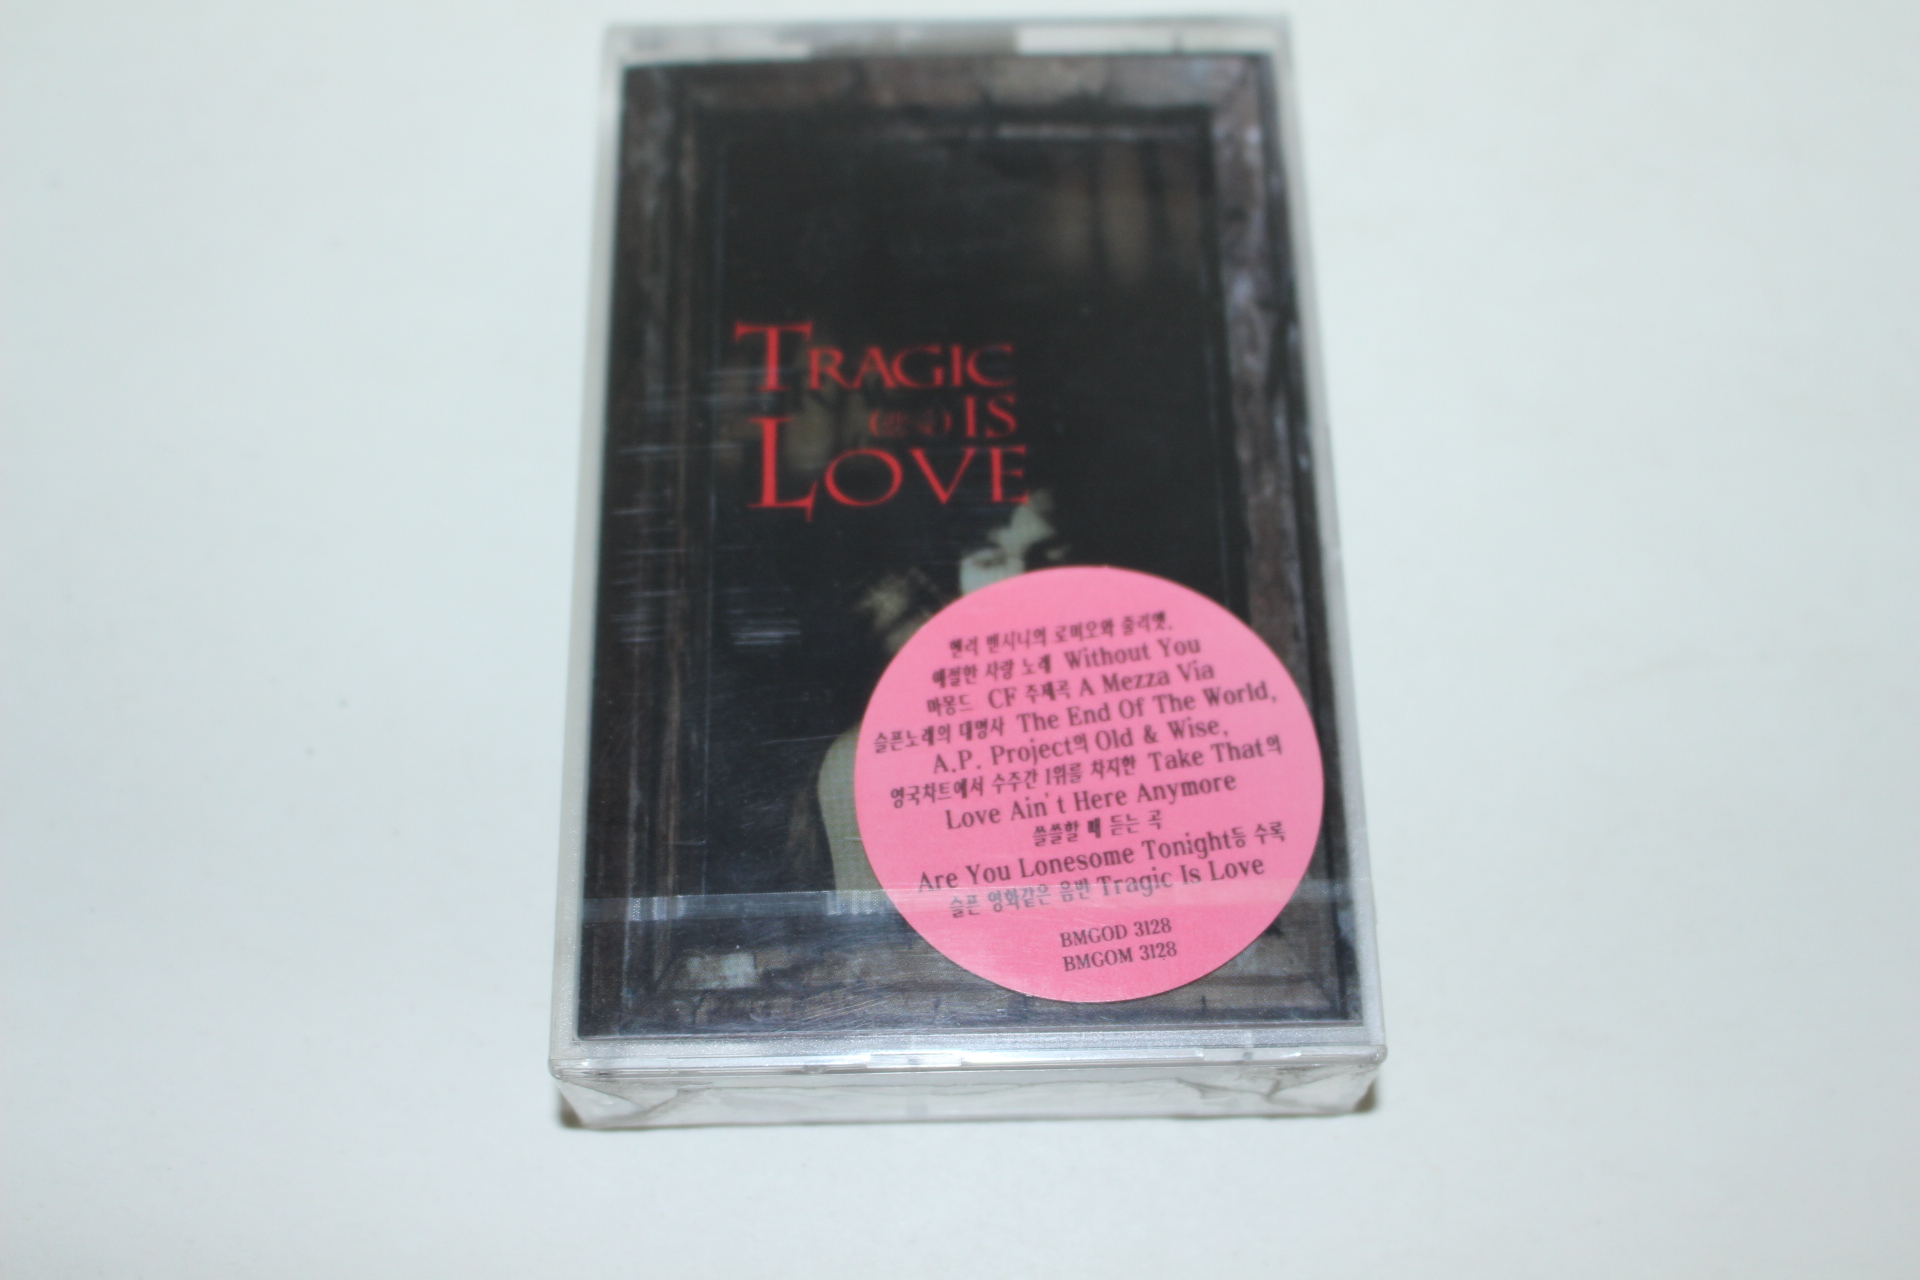 TRAGIC
IS
LOVE
헨리 맨시니의 로미오와 줄리엣.
애절한 사랑 노래 Without You
마몽드 CF 주제곡 A Mezza Via
슬픈노래의 대명사 The End Of The World,
A.P. Project의 Old & Wise,
영국차트에서 수주간 1위를 차지한 Take That의
Love Ain't Here Anymore
쓸쓸할 때 듣는 곡
Are You Lonesome Tonight등 수록
슬픈 영화같은 음반 Tragic Is Love
BMGOD 3128
BMGOM 3128